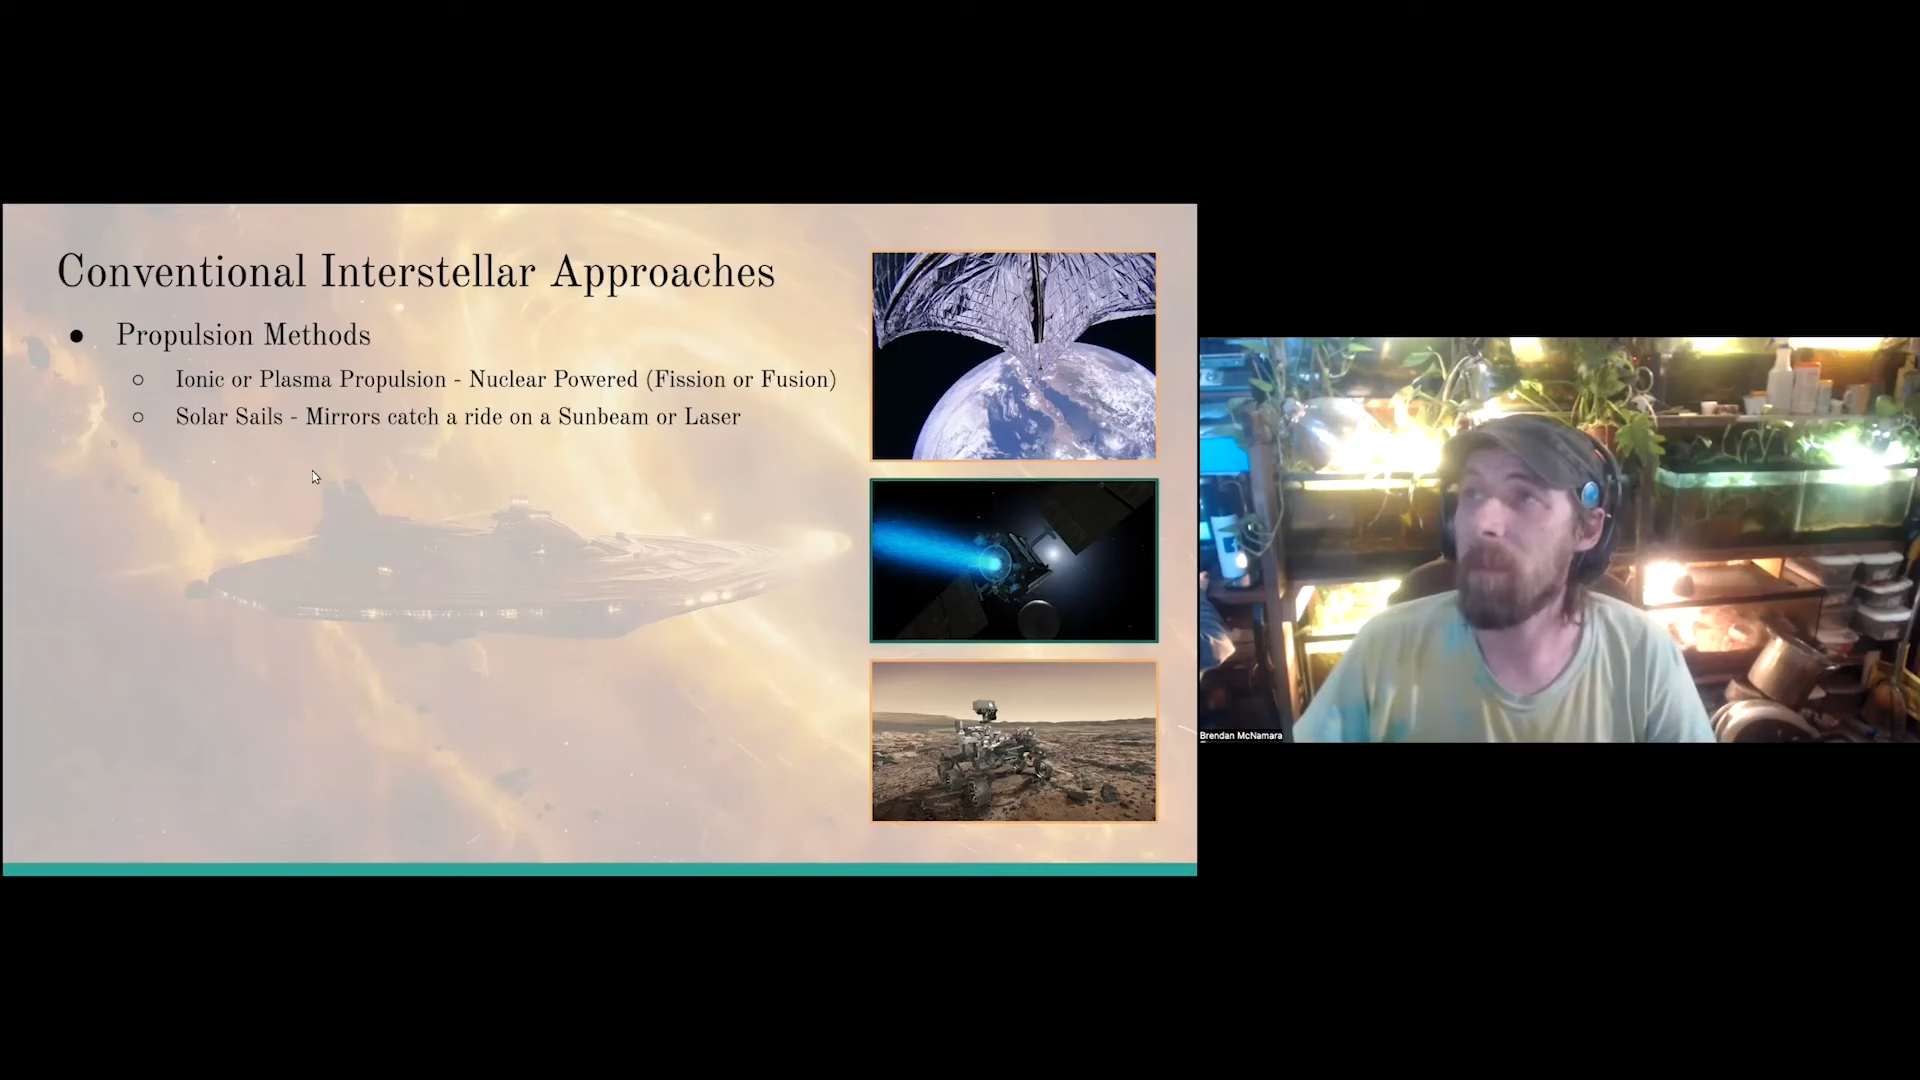 Conventional Interstellar Approaches
● Propulsion Methods
○ Ionic or Plasma Propulsion - Nuclear Powered (Fission or Fusion)
○ Solar Sails - Mirrors catch a ride on a Sunbeam or Laser
Brendan McNamara